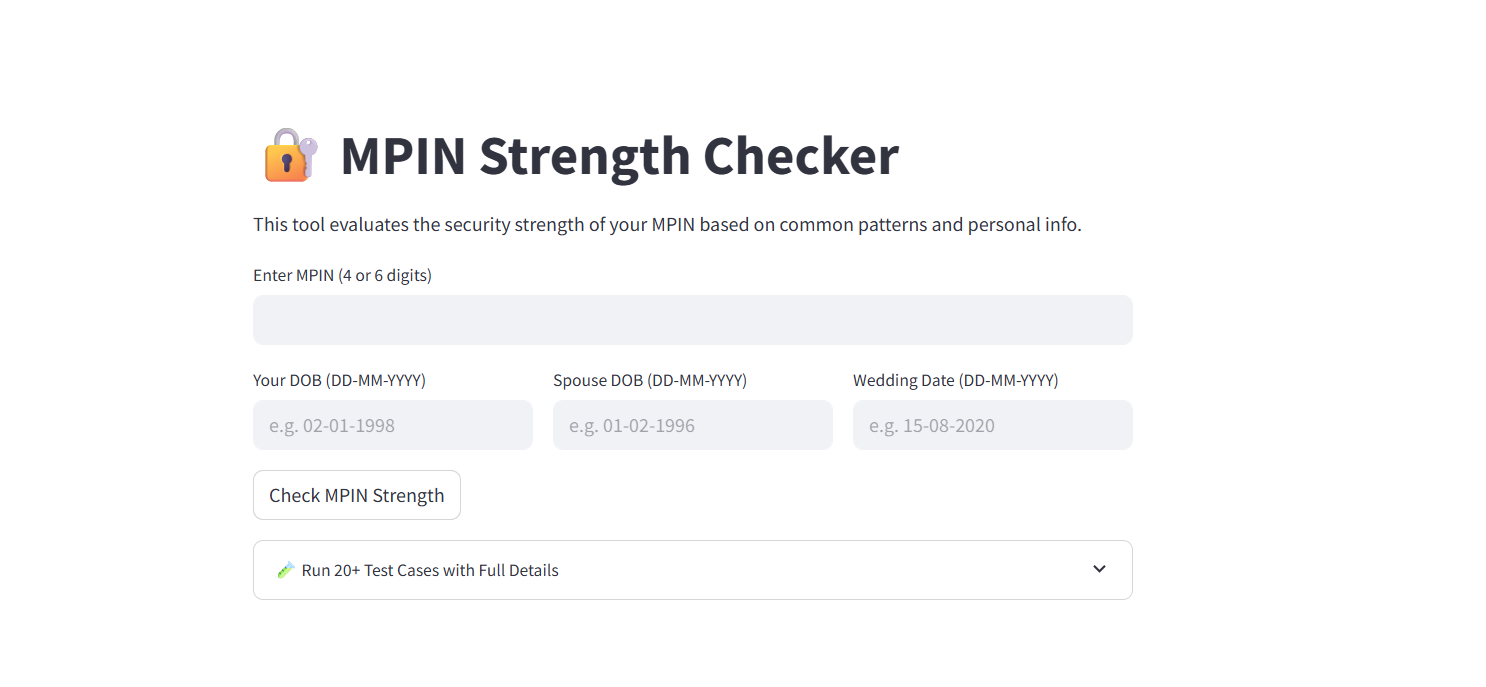 MPIN Strength Checker
This tool evaluates the security strength of your MPIN based on common patterns and personal info.
Enter MPIN (4 or 6 digits)
Your DOB (DD-MM-YYYY) Spouse DOB (DD-MM-YYYY) Wedding Date (DD-MM-YYYY)
e.g. 02-01-1998 e.g. 01-02-1996 e.g. 15-08-2020
Check MPIN Strength
Run 20+ Test Cases with Full Details